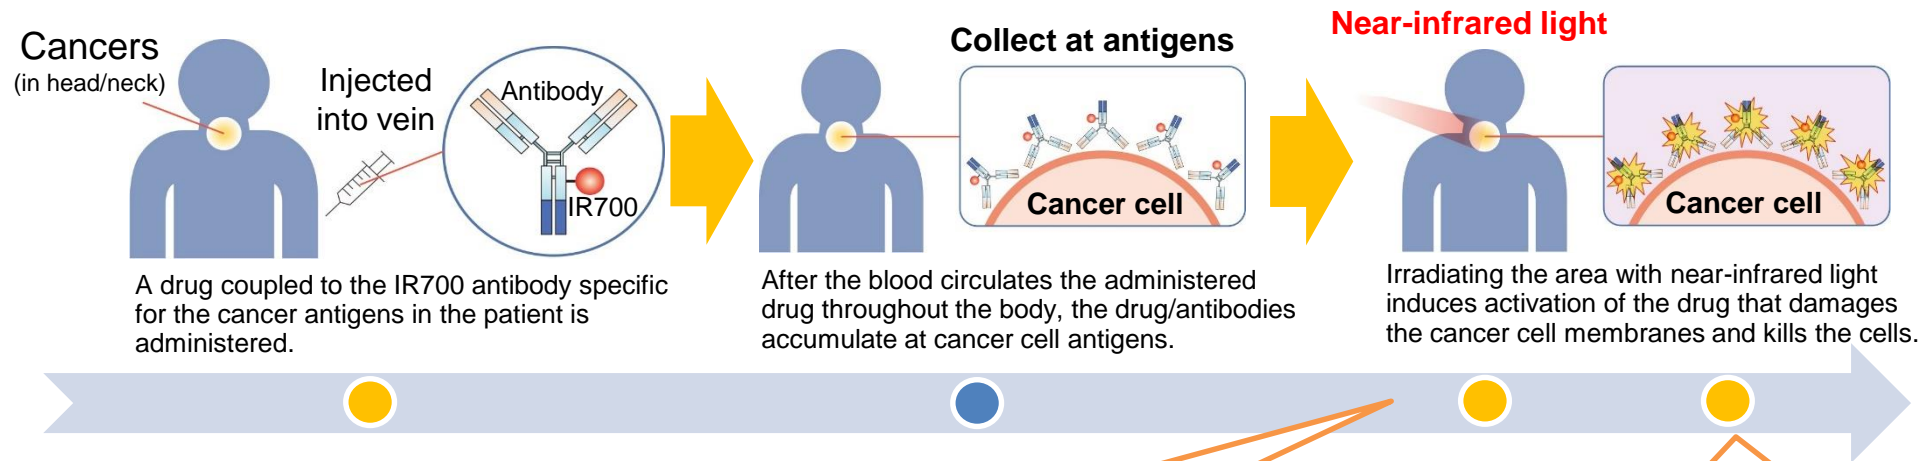 Cancers
(in head/neck)
Injected
into vein
Antibody
IR700
A drug coupled to the IR700 antibody specific
for the cancer antigens in the patient is
administered.
Collect at antigens
Cancer cell
After the blood circulates the administered
drug throughout the body, the drug/antibodies
accumulate at cancer cell antigens.
Near-infrared light
Cancer cell
Irradiating the area with near-infrared light
induces activation of the drug that damages
the cancer cell membranes and kills the cells.